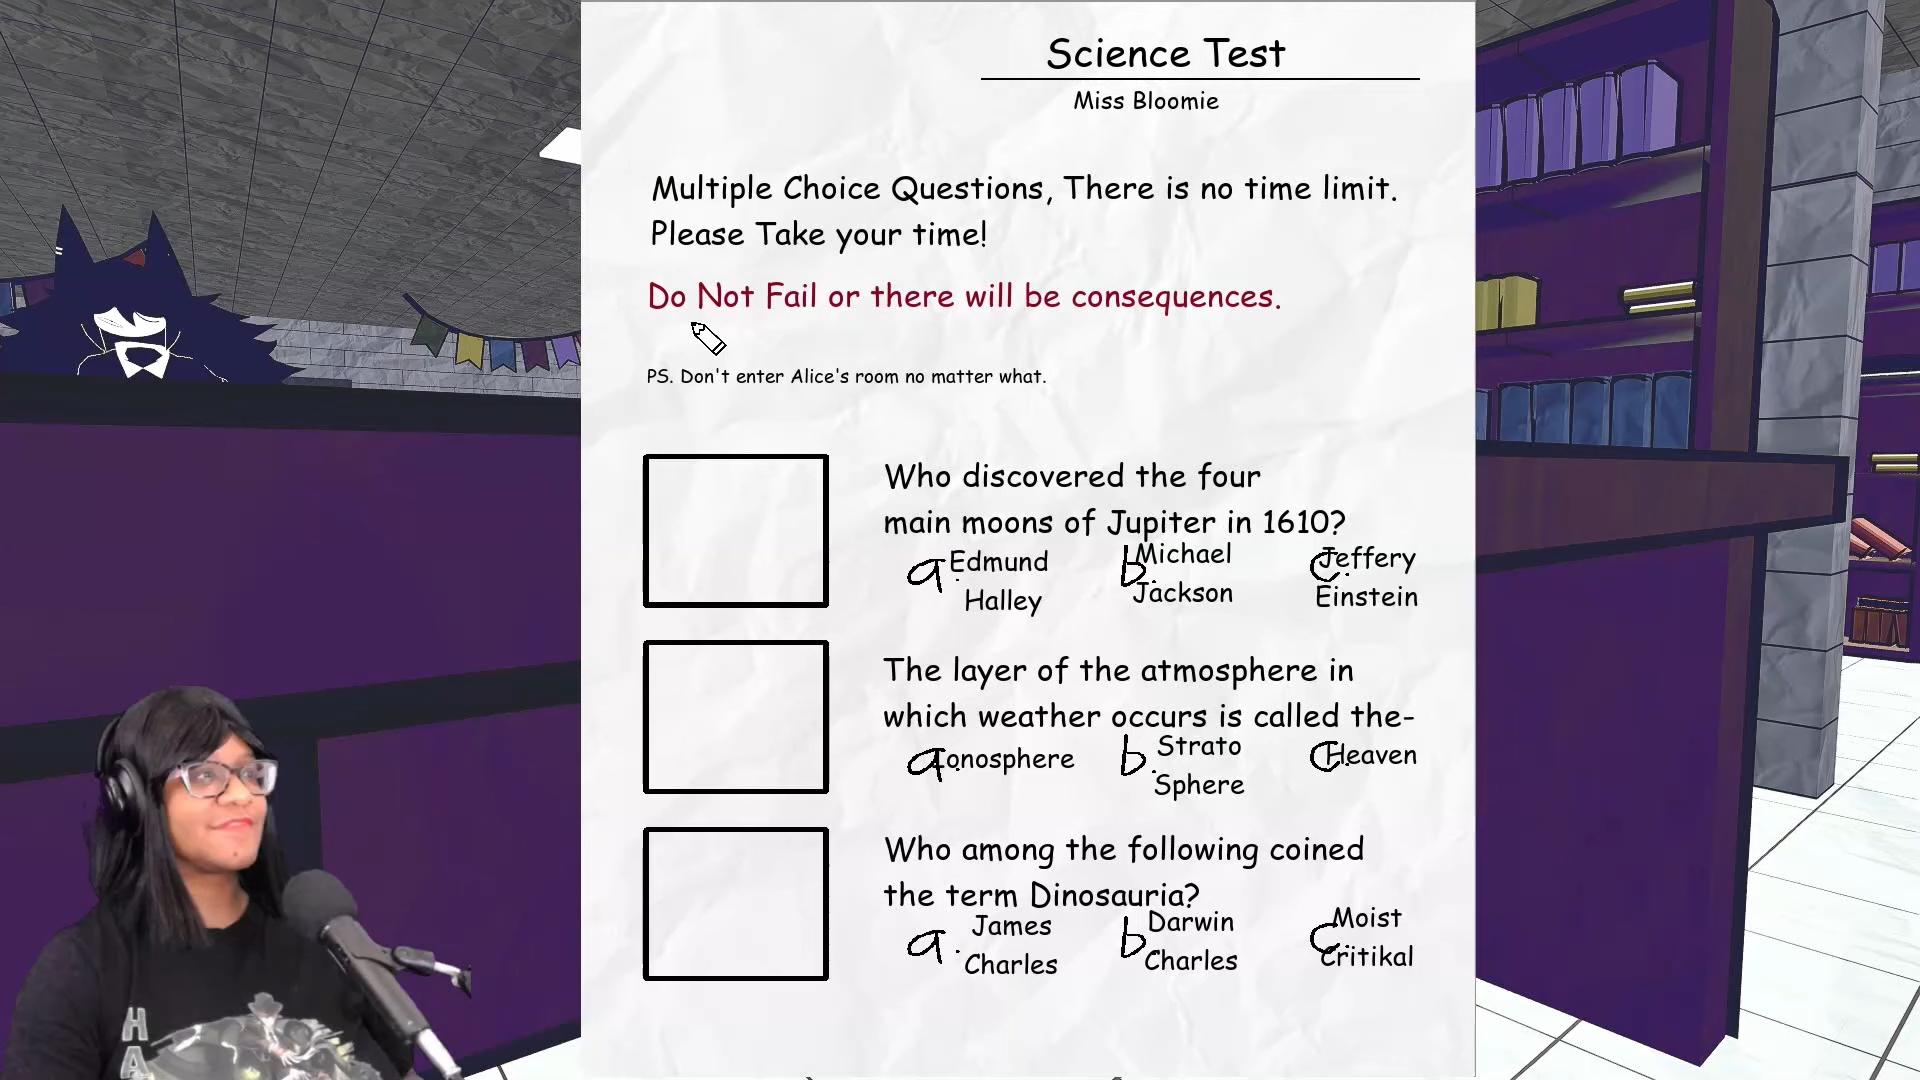 Science Test
Miss Bloomie
Multiple Choice Questions, There is no time limit.
Please Take your time!
Do Not Fail or there will be consequences.
PS. Don't enter Alice's room no matter what.
Who discovered the four
main moons of Jupiter in 1610?
a. Edmund Halley
b. Michael Jackson
c. Jeffery Einstein
The layer of the atmosphere in
which weather occurs is called the-
a. Ionosphere
b. Strato Sphere
c. Heaven
Who among the following coined
the term Dinosauria?
a. James Charles
b. Darwin Charles
c. Moist Critikal
HA